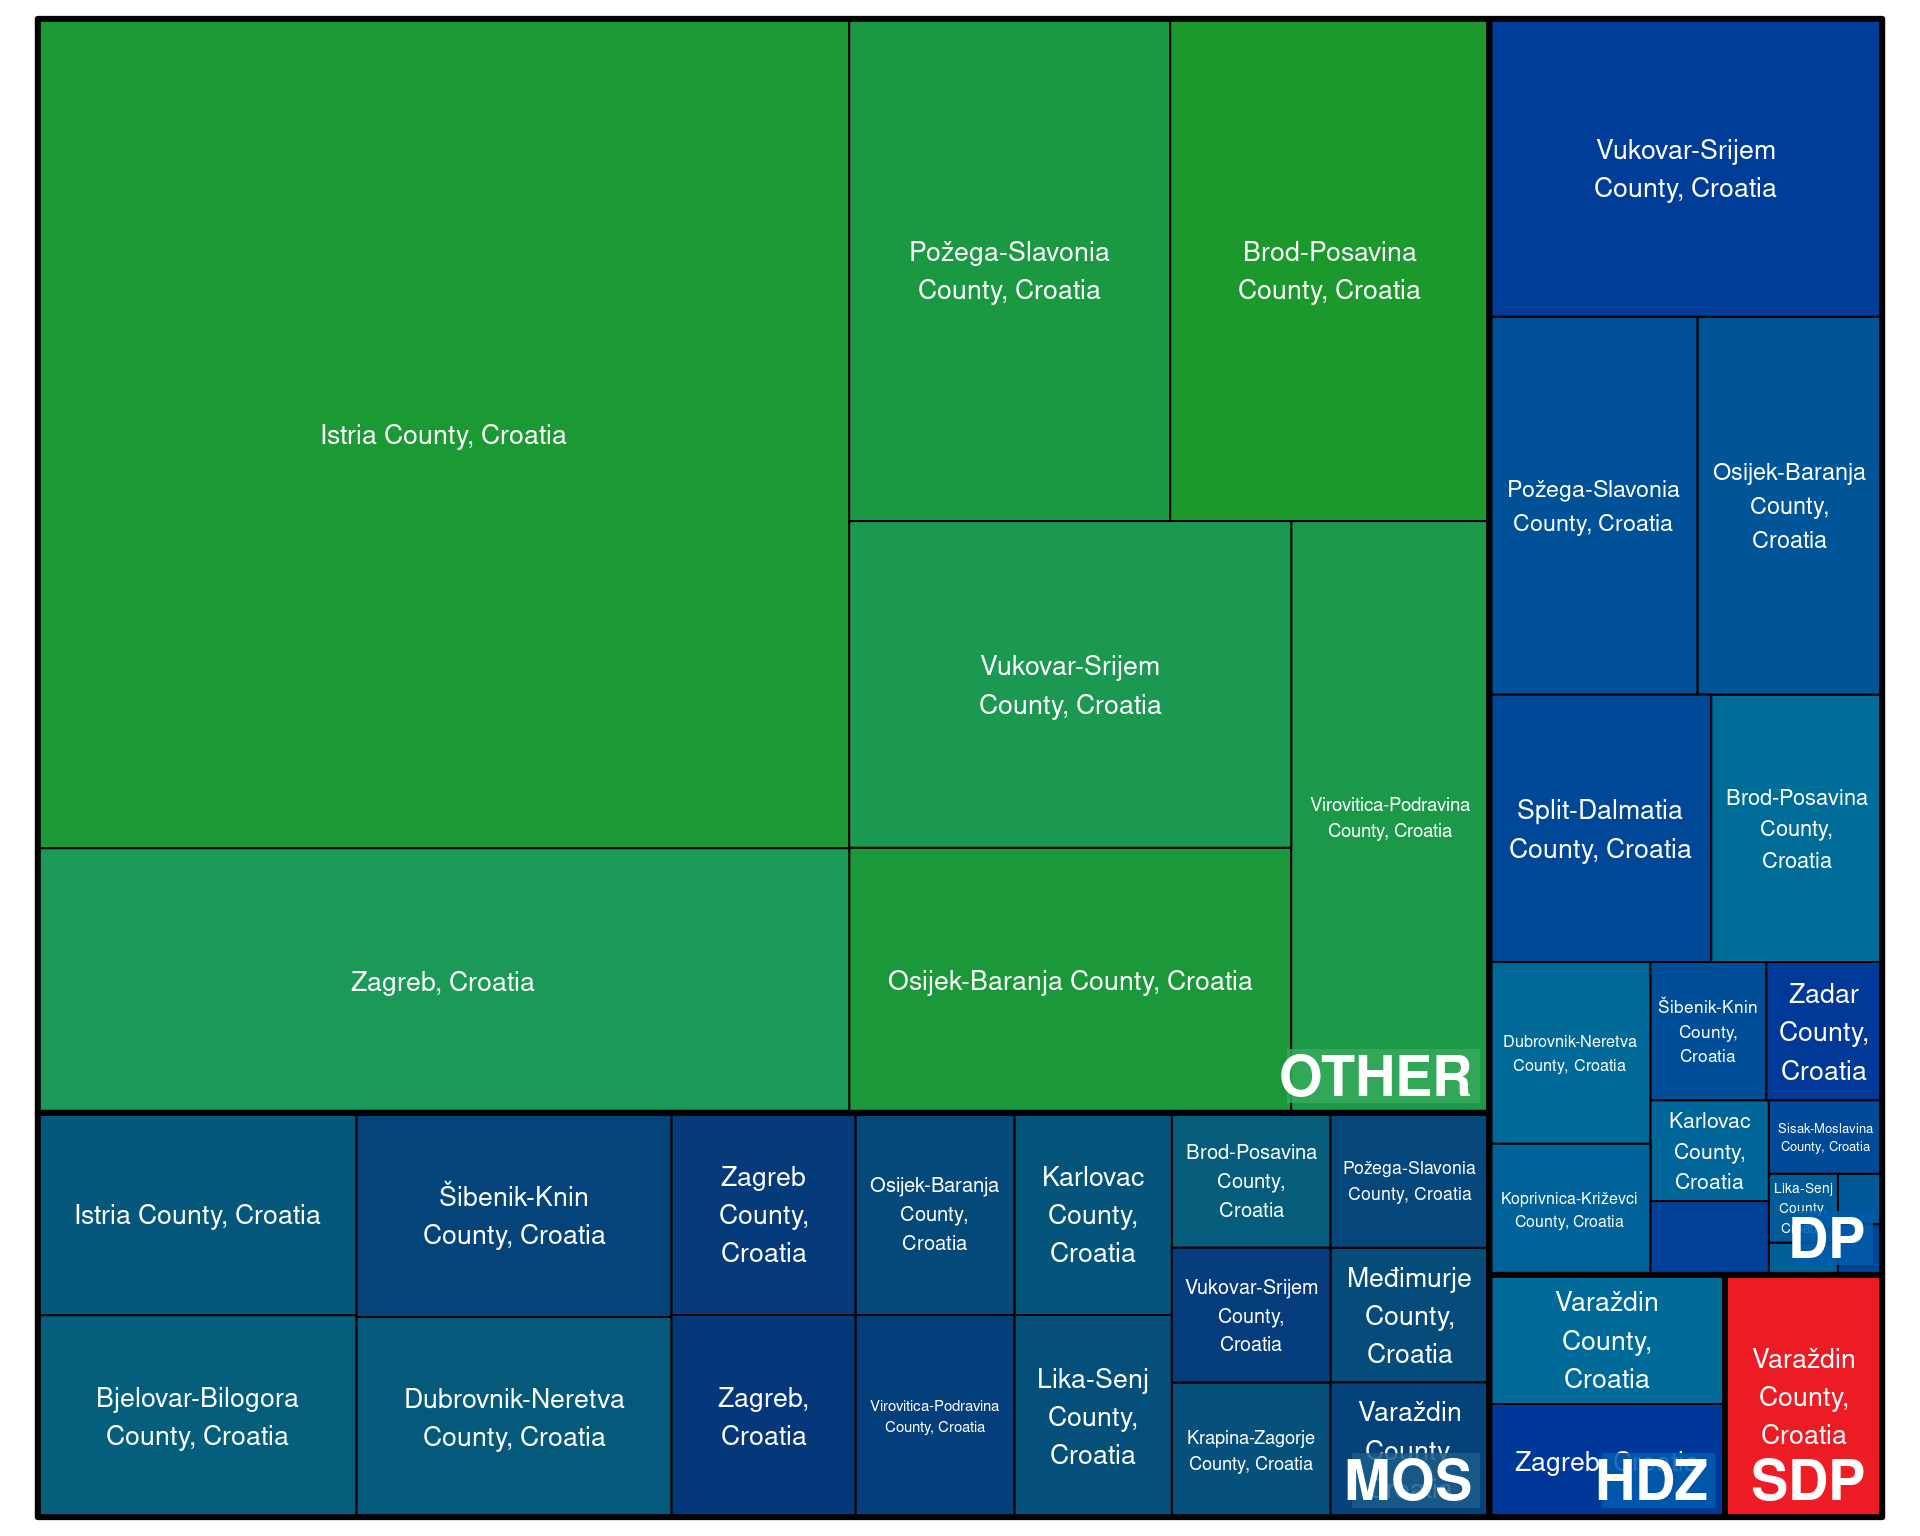 Istria County, Croatia
Zagreb, Croatia
Požega-Slavonia
County, Croatia
Brod-Posavina
County, Croatia
Vukovar-Srijem
County, Croatia
Virovitica-Podravina
County, Croatia
Osijek-Baranja County, Croatia
OTHER
Istria County, Croatia
Bjelovar-Bilogora
County, Croatia
Šibenik-Knin
County, Croatia
Dubrovnik-Neretva
County, Croatia
Zagreb
County,
Croatia
Zagreb,
Croatia
Osijek-Baranja
County,
Croatia
Virovitica-Podravina
County, Croatia
Karlovac
County,
Croatia
Lika-Senj
County,
Croatia
Brod-Posavina
County,
Croatia
Vukovar-Srijem
County,
Croatia
Krapina-Zagorje
County, Croatia
Požega-Slavonia
County, Croatia
Međimurje
County,
Croatia
Varaždin
County,
MOS
Vukovar-Srijem
County, Croatia
Požega-Slavonia
County, Croatia
Osijek-Baranja
County,
Croatia
Split-Dalmatia
County, Croatia
Brod-Posavina
County,
Croatia
Dubrovnik-Neretva
County, Croatia
Koprivnica-Križevci
County, Croatia
Šibenik-Knin
County,
Croatia
Zadar
County,
Croatia
Karlovac
County,
Croatia
Sisak-Moslavina
County, Croatia
Lika-Senj
County,
DP
Varaždin
County,
Croatia
Zagreb, Croatia
HDZ
Varaždin
County,
Croatia
SDP